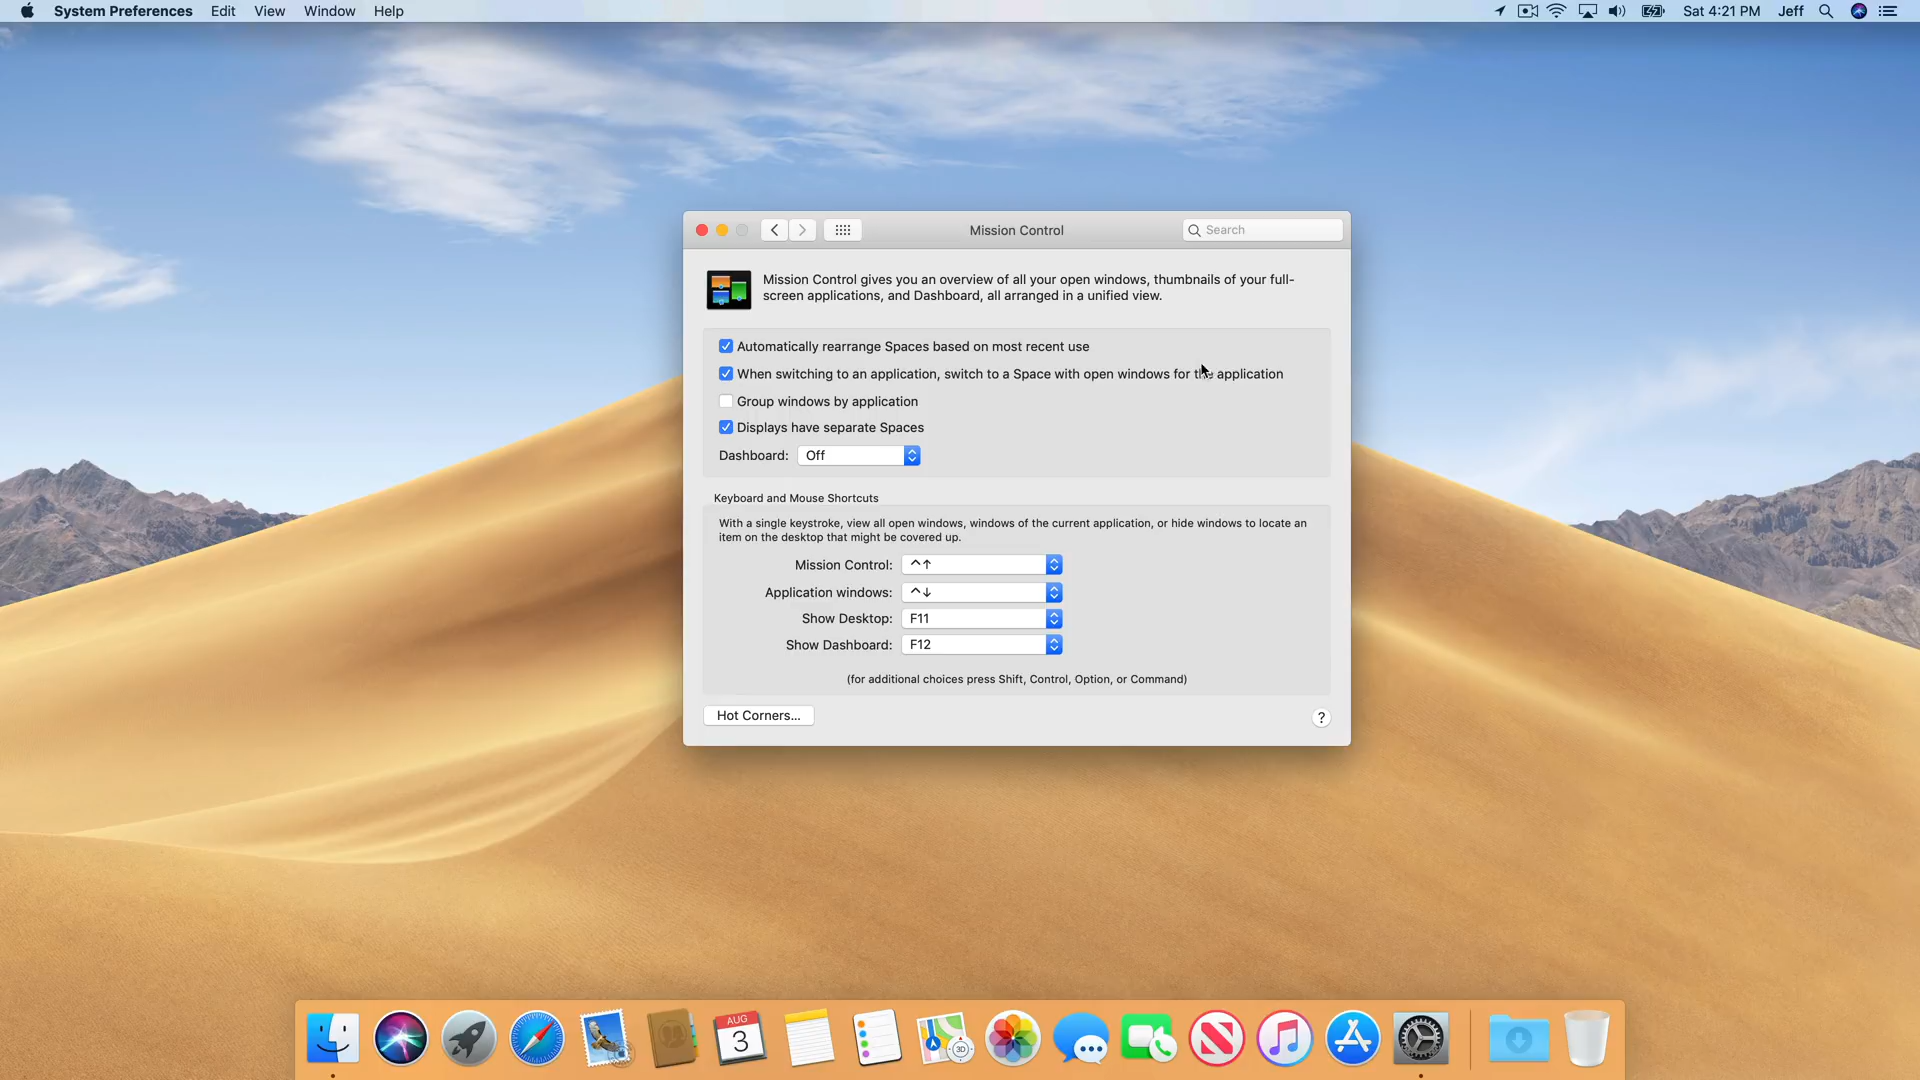 System Preferences Edit View Window Help
Sat 4:21 PM Jeff
Mission Control
Search
Mission Control gives you an overview of all your open windows, thumbnails of your full-
screen applications, and Dashboard, all arranged in a unified view.
Automatically rearrange Spaces based on most recent use
When switching to an application, switch to a Space with open windows for the application
Group windows by application
Displays have separate Spaces
Dashboard: Off
Keyboard and Mouse Shortcuts
With a single keystroke, view all open windows, windows of the current application, or hide windows to locate an
item on the desktop that might be covered up.
Mission Control: ^↑
Application windows: ^↓
Show Desktop: F11
Show Dashboard: F12
(for additional choices press Shift, Control, Option, or Command)
Hot Corners...
?
AUG
3
3D